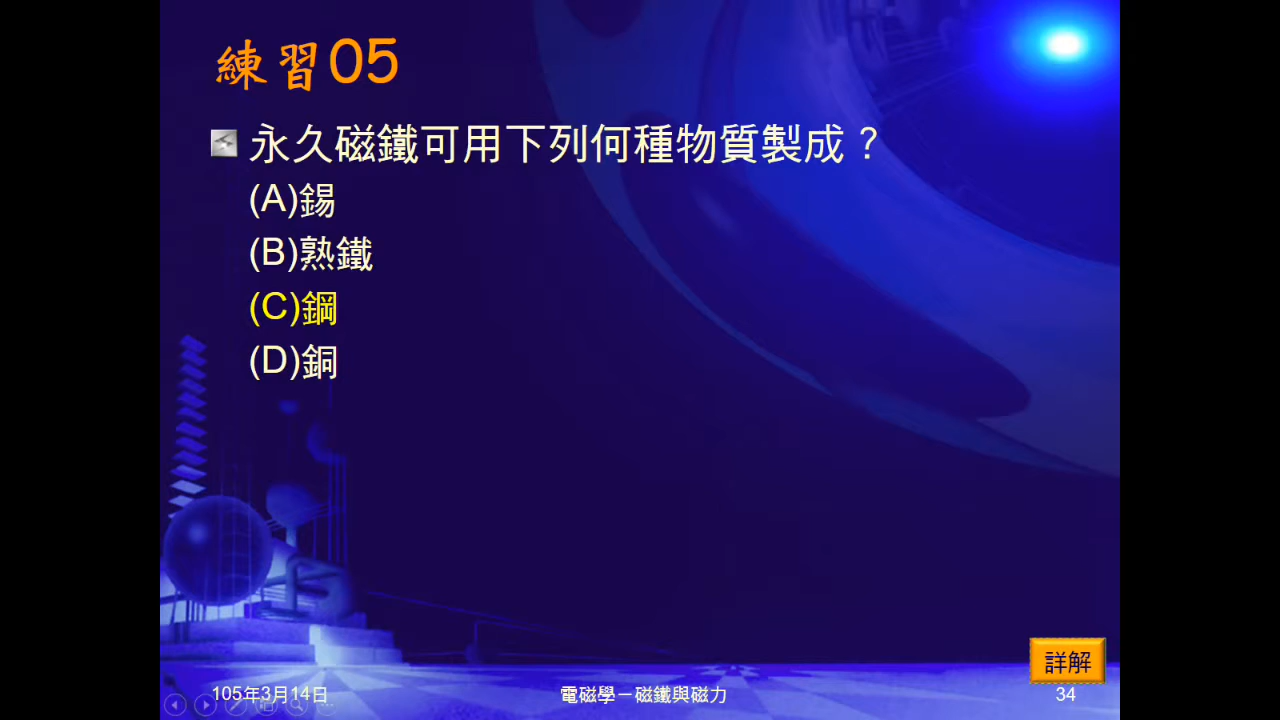 練習05
永久磁鐵可用下列何種物質製成？
(A)錫
(B)熟鐵
(C)鋼
(D)銅
詳解
105年3月14日
電磁學－磁鐵與磁力
34